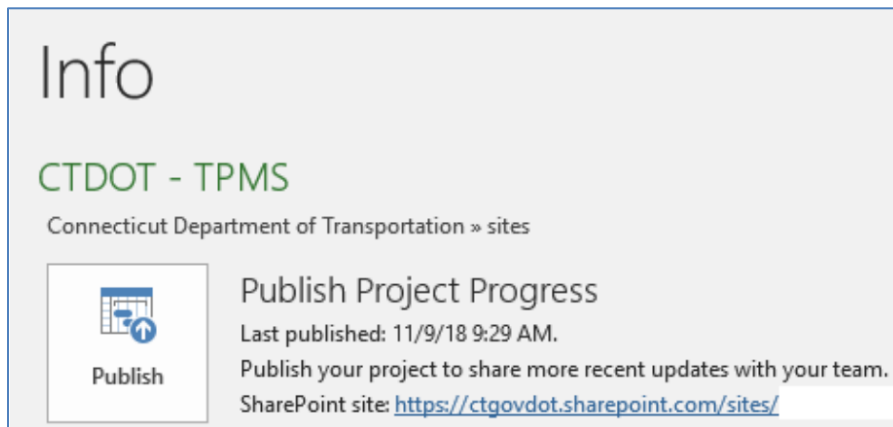 Info
CTDOT - TPMS
Connecticut Department of Transportation » sites
Publish
Publish Project Progress
Last published: 11/9/18 9:29 AM.
Publish your project to share more recent updates with your team.
SharePoint site: https://ctgovdot.sharepoint.com/sites/